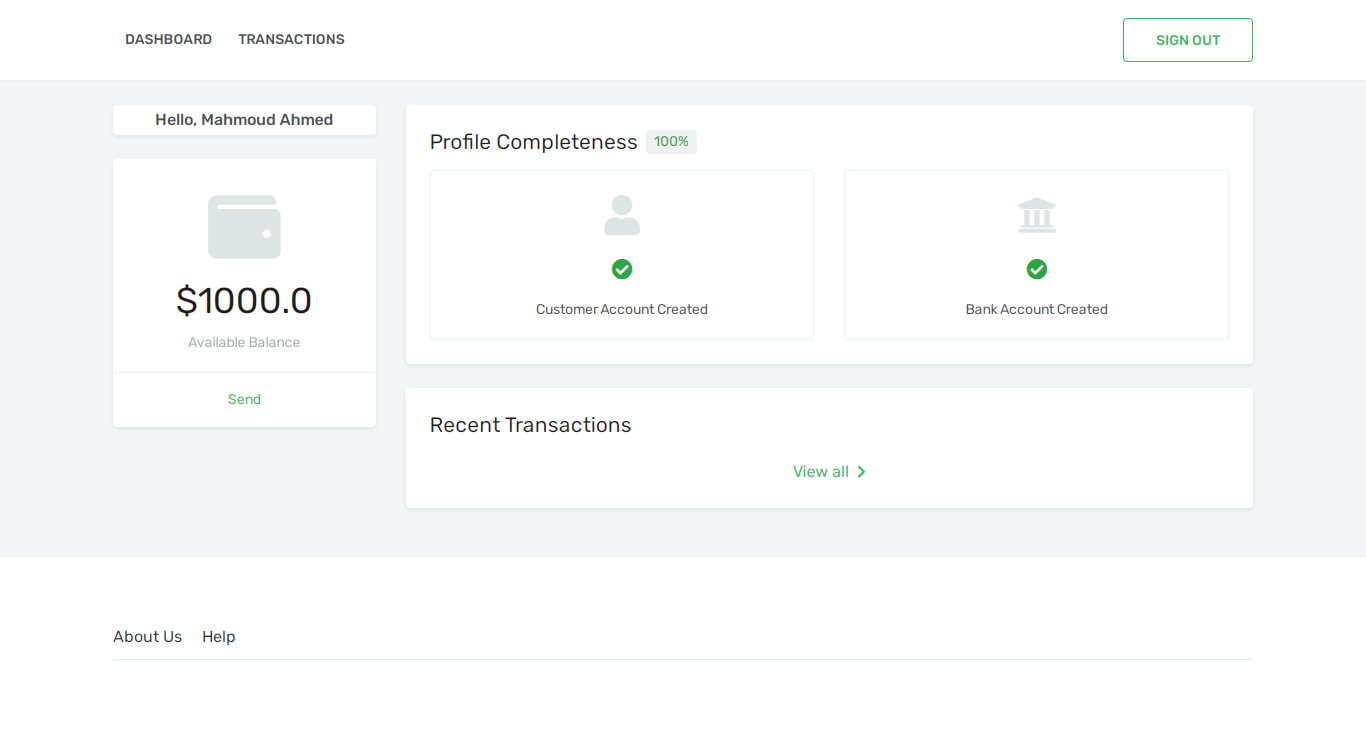 DASHBOARD TRANSACTIONS SIGN OUT
Hello, Mahmoud Ahmed
$1000.0
Available Balance
Send
Profile Completeness 100%
Customer Account Created
Bank Account Created
Recent Transactions
View all
About Us Help